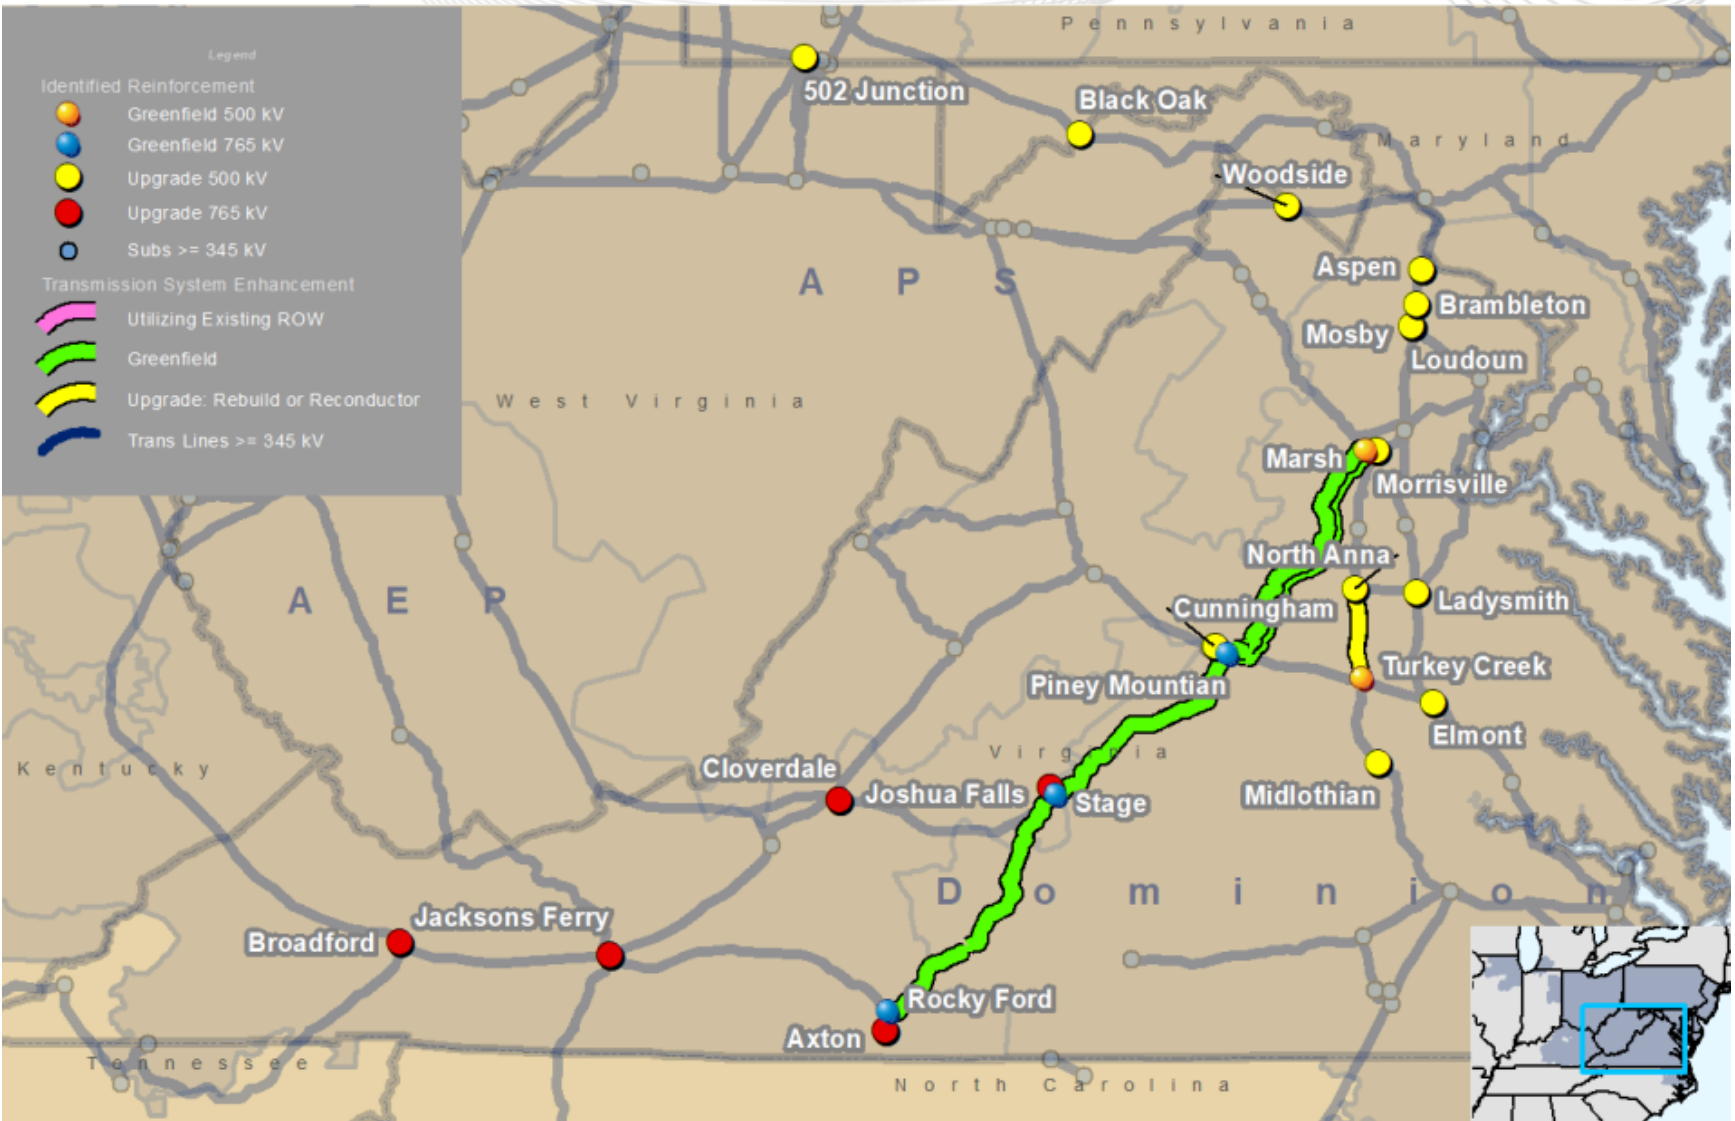 Legend
Identified Reinforcement
Greenfield 500 kV
Greenfield 765 kV
Upgrade 500 kV
Upgrade 765 kV
Subs >= 345 kV
Transmission System Enhancement
Utilizing Existing ROW
Greenfield
Upgrade: Rebuild or Reconductor
Trans Lines >= 345 kV
Pennsylvania
502 Junction
Black Oak
Maryland
Woodside
Aspen
APS
Brambleton
Mosby
Loudoun
West Virginia
Marsh
Morrisville
North Anna
AEP
Cunningham
Ladysmith
Turkey Creek
Piney Mountian
Elmont
Virginia
Kentucky
Cloverdale
Joshua Falls
Stage
Midlothian
Dominion
Jacksons Ferry
Broadford
Rocky Ford
Axton
Tennessee
North Carolina